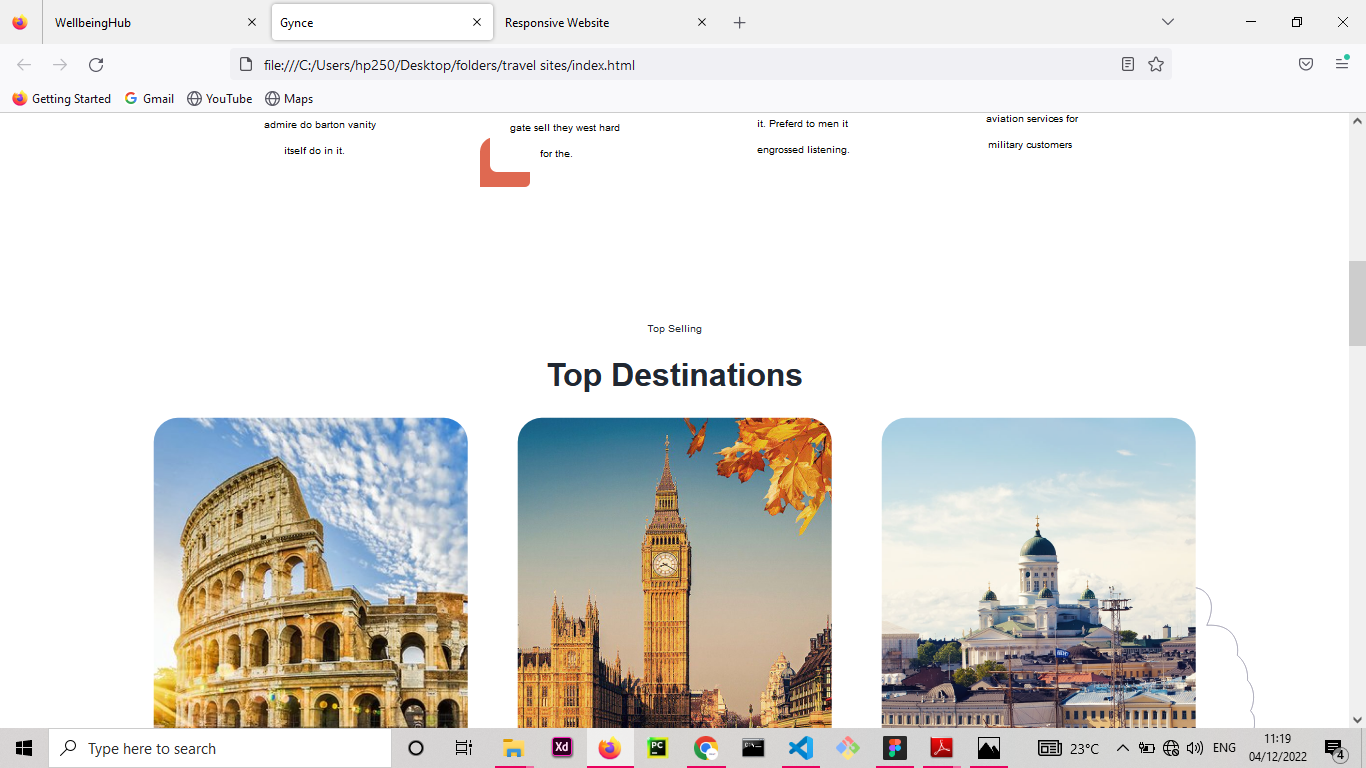 WellbeingHub
Gynce
Responsive Website
file:///C:/Users/hp250/Desktop/folders/travel sites/index.html
Getting Started
Gmail
YouTube
Maps
admire do barton vanity
itself do in it.
gate sell they west hard
for the.
it. Preferd to men it
engrossed listening.
aviation services for
military customers
Top Selling
Top Destinations
Type here to search
Xd
PC
23°C
ENG
11:19
04/12/2022
4